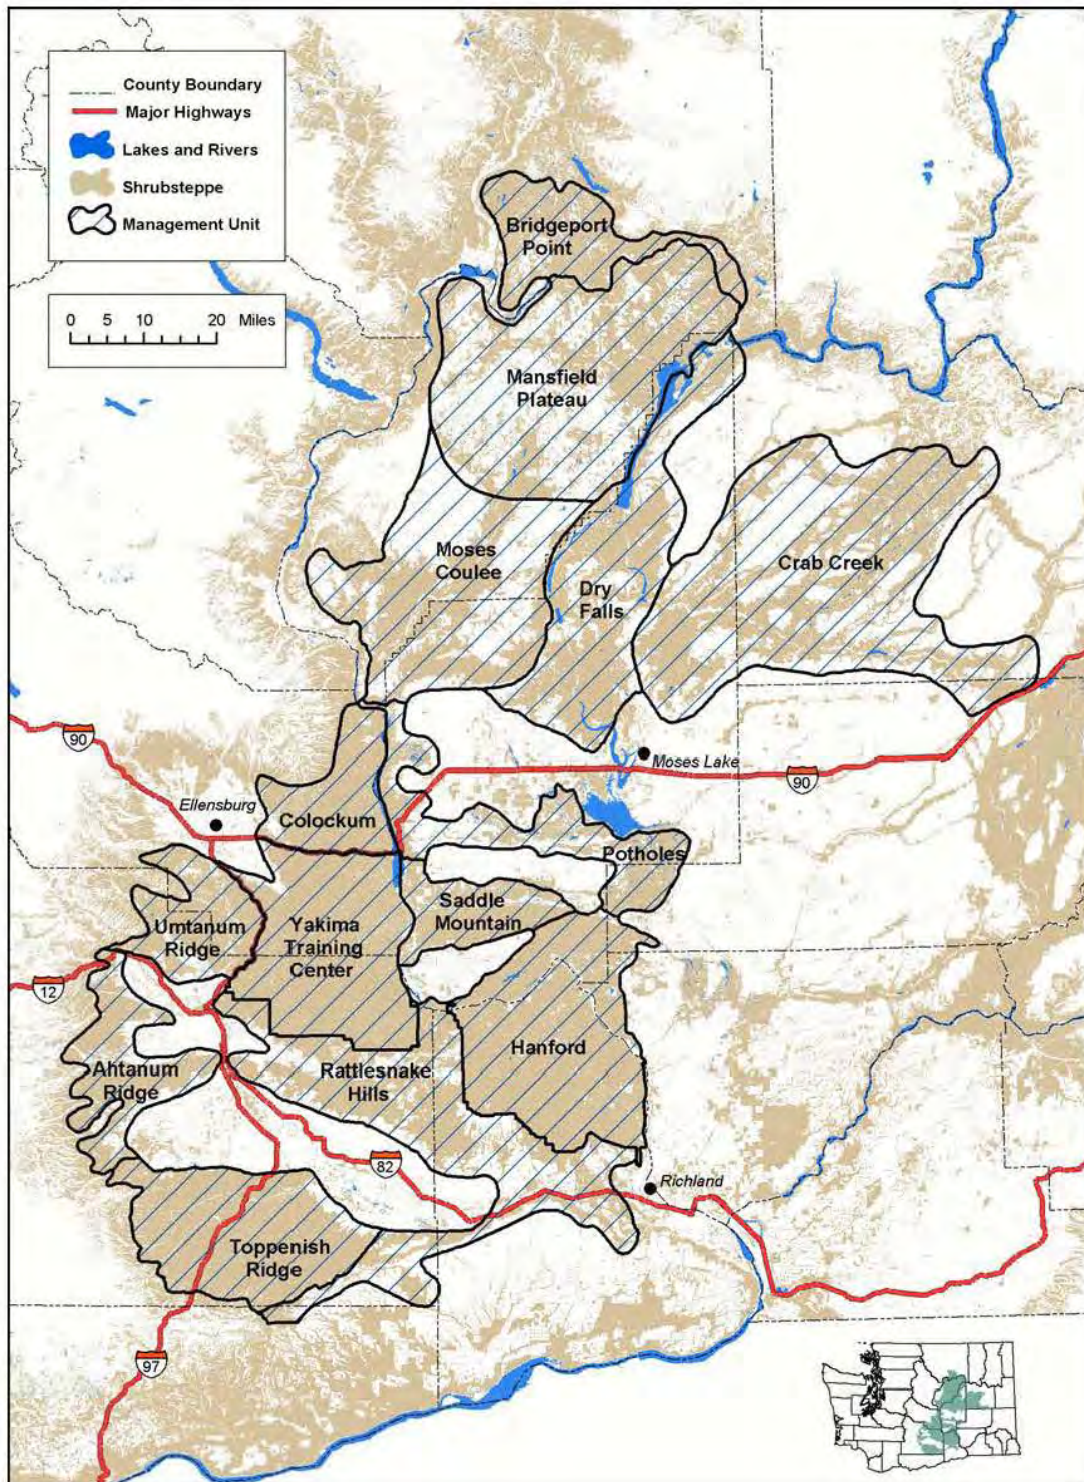 County Boundary
Major Highways
Lakes and Rivers
Shrubsteppe
Management Unit
0 5 10 20 Miles
Bridgeport
Point
Mansfield
Plateau
Moses
Coulee
Dry
Falls
Crab Creek
90
Moses Lake
90
Ellensburg
Colockum
Potholes
Saddle
Mountain
Umtanum
Ridge
Yakima
Training
Center
12
Hanford
Ahtanum
Ridge
Rattlesnake
Hills
82
Richland
Toppenish
Ridge
97